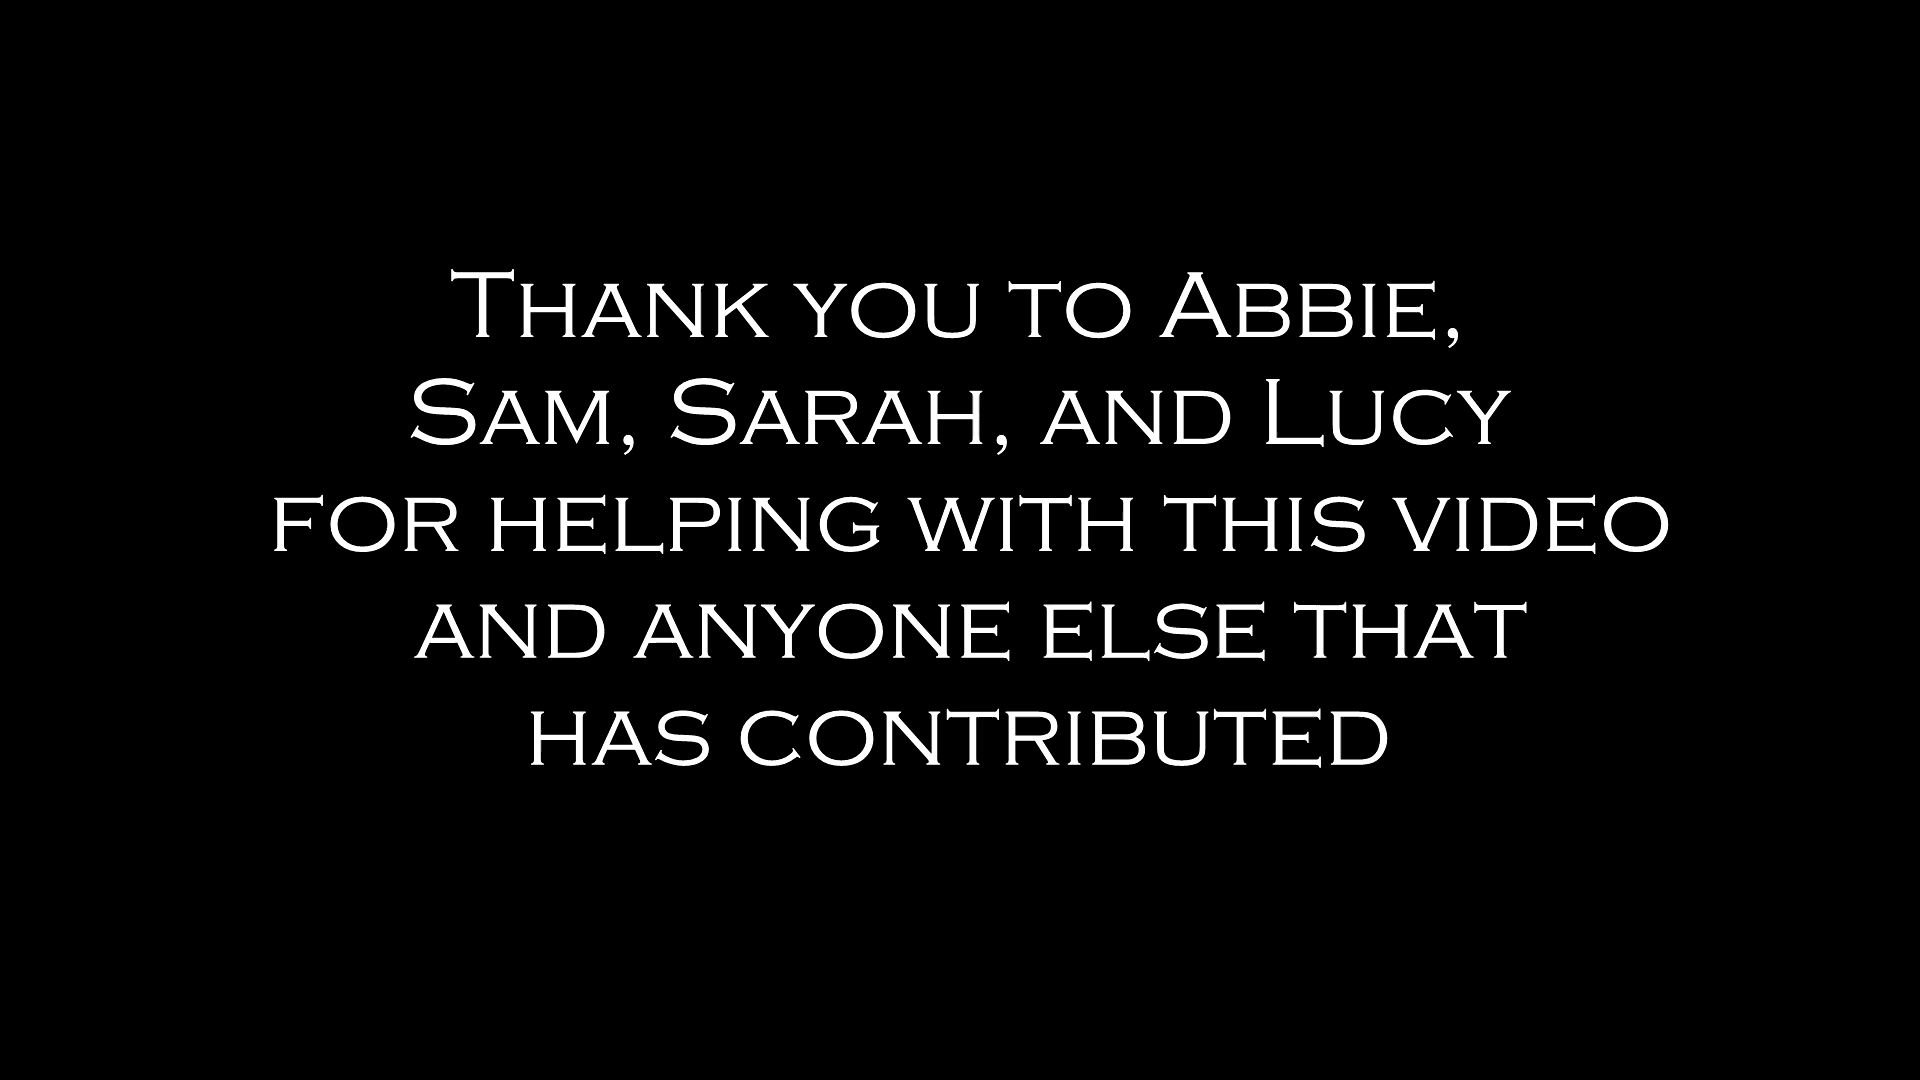 Thank you to Abbie,
Sam, Sarah, and Lucy
for helping with this video
and anyone else that
has contributed